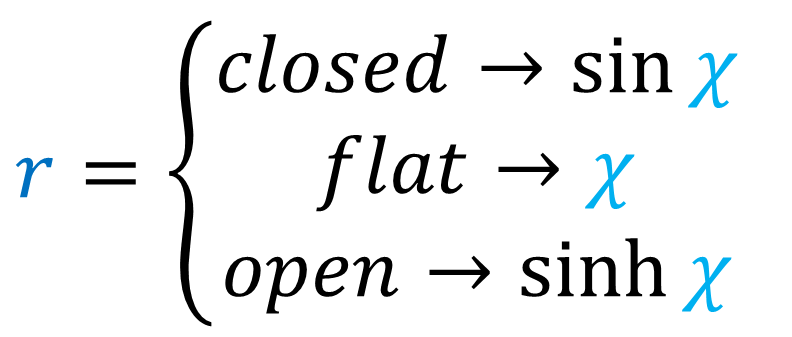 closed → sin χ
r = { flat → χ
open → sinh χ